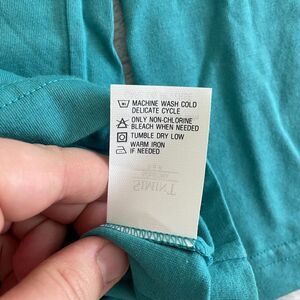 MACHINE WASH COLD
DELICATE CYCLE
ONLY NON-CHLORINE
BLEACH WHEN NEEDED
TUMBLE DRY LOW
WARM IRON
IF NEEDED